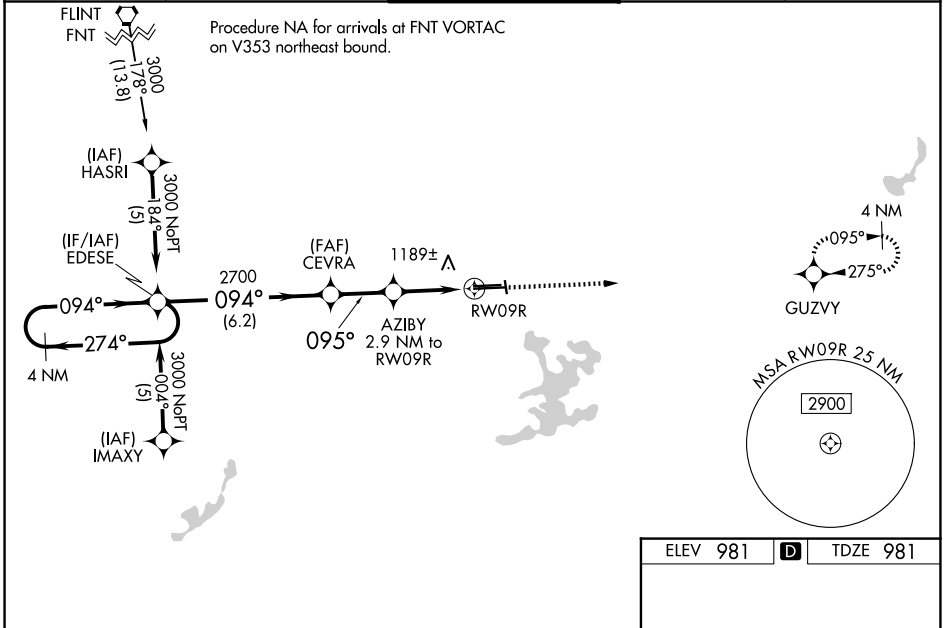 FLINT
FNT
Procedure NA for arrivals at FNT VORTAC
on V353 northeast bound.
3000
178°
(13.8)
(IAF)
HASRI
3000 NoPT
184°
(5)
(IF/IAF)
EDESE
094°
274°
4 NM
2700
094°
(6.2)
(FAF)
CEVRA
095°
1189±
AZIBY
2.9 NM to
RW09R
RW09R
3000 NoPT
004°
(5)
(IAF)
IMAXY
4 NM
095°
275°
GUZVY
MSA RW09R 25 NM
2900
ELEV 981 D TDZE 981